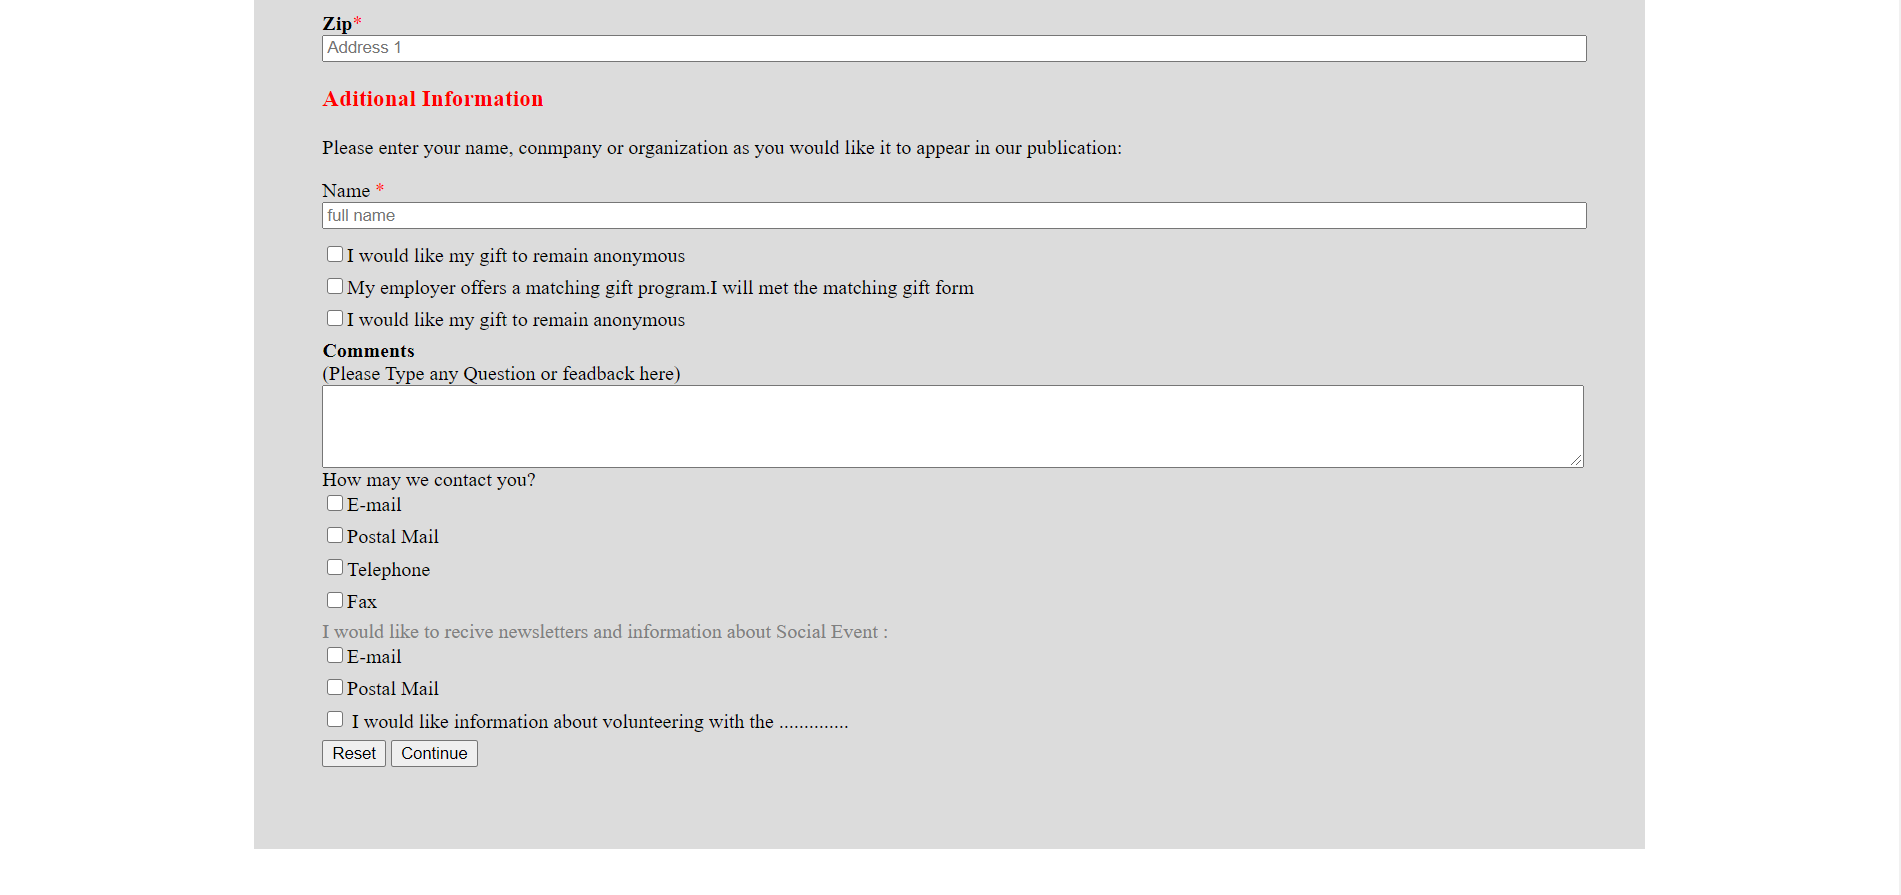 Zip*
Address 1
Aditional Information
Please enter your name, conmpany or organization as you would like it to appear in our publication:
Name *
full name
I would like my gift to remain anonymous
My employer offers a matching gift program.I will met the matching gift form
I would like my gift to remain anonymous
Comments
(Please Type any Question or feadback here)
How may we contact you?
E-mail
Postal Mail
Telephone
Fax
I would like to recive newsletters and information about Social Event :
E-mail
Postal Mail
I would like information about volunteering with the ..............
Reset Continue